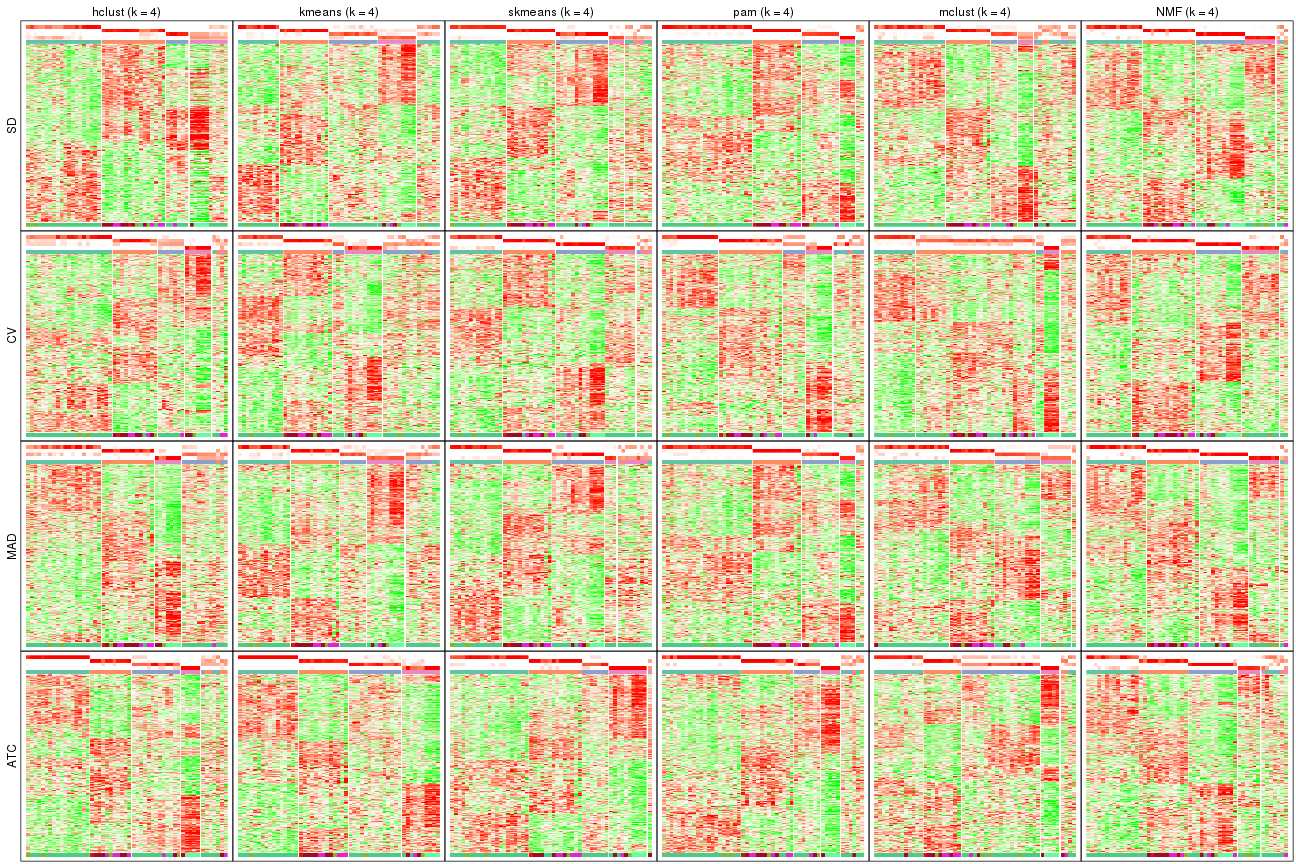 hclust (k = 4) kmeans (k = 4) skmeans (k = 4) pam (k = 4) mclust (k = 4) NMF (k = 4)
SD
CV
MAD
ATC